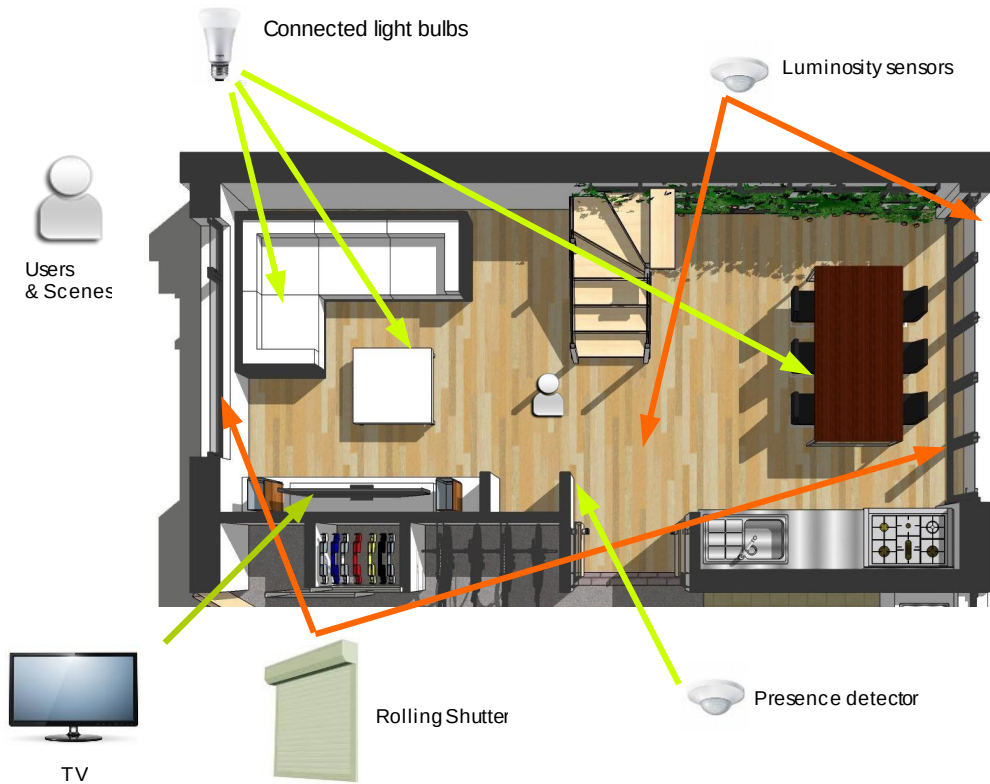 Connected light bulbs
Luminosity sensors
Users
& Scenes
Rolling Shutter
Presence detector
TV